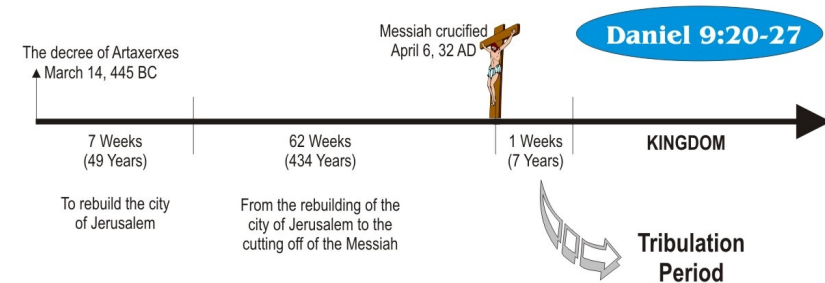 Daniel 9:20-27
The decree of Artaxerxes
March 14, 445 BC
Messiah crucified
April 6, 32 AD
7 Weeks
(49 Years)
62 Weeks
(434 Years)
1 Weeks
(7 Years)
KINGDOM
To rebuild the city
of Jerusalem
From the rebuilding of the
city of Jerusalem to the
cutting off of the Messiah
Tribulation
Period